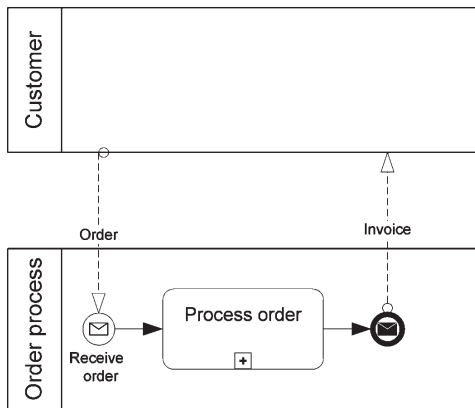 Customer
Order
Invoice
Order process
Process order
Receive
order